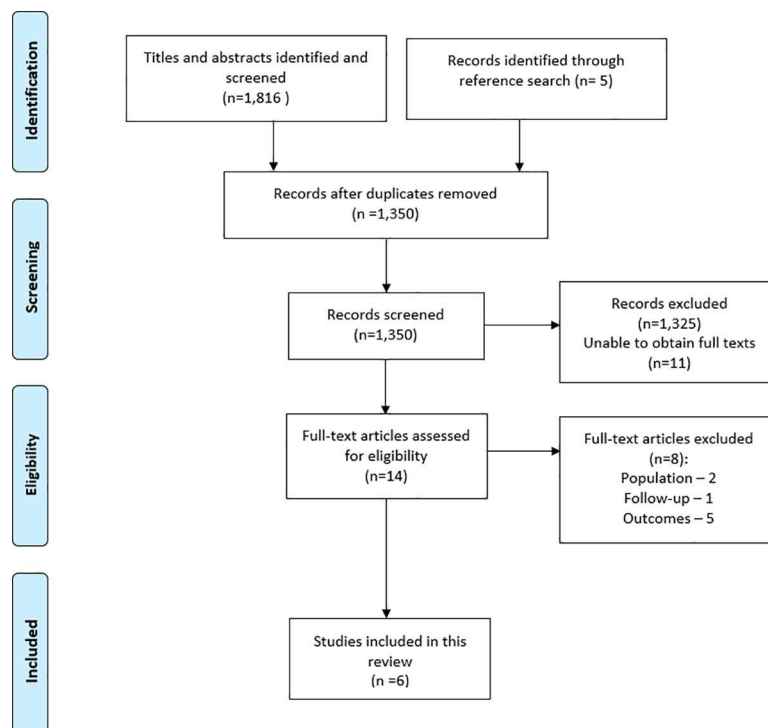 Identification
Titles and abstracts identified and
screened
(n=1,816 )
Records identified through
reference search (n= 5)
Records after duplicates removed
(n =1,350)
Screening
Records screened
(n=1,350)
Records excluded
(n=1,325)
Unable to obtain full texts
(n=11)
Eligibility
Full-text articles assessed
for eligibility
(n=14)
Full-text articles excluded
(n=8):
Population – 2
Follow-up – 1
Outcomes – 5
Included
Studies included in this
review
(n =6)